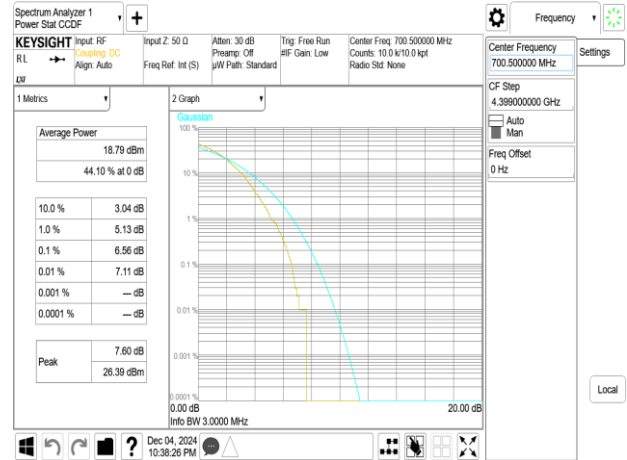 Spectrum Analyzer 1
Power Stat CCDF
Frequency
KEYSIGHT
RL
LXI
Input: RF
Coupling: DC
Align: Auto
Input Z: 50 Ω
Freq Ref: Int (S)
Atten: 30 dB
Preamp: Off
µW Path: Standard
Trig: Free Run
#IF Gain: Low
Center Freq: 700.500000 MHz
Counts: 10.0 k/10.0 kpt
Radio Std: None
Center Frequency
700.500000 MHz
Settings
CF Step
4.399000000 GHz
Auto
Man
Freq Offset
0 Hz
1 Metrics
Average Power
18.79 dBm
44.10 % at 0 dB
10.0 % 3.04 dB
1.0 % 5.13 dB
0.1 % 6.56 dB
0.01 % 7.11 dB
0.001 % --- dB
0.0001 % --- dB
Peak
7.60 dB
26.39 dBm
2 Graph
Gaussian
100 %
10 %
1 %
0.1 %
0.01 %
0.001 %
0.0001 %
0.00 dB 20.00 dB
Info BW 3.0000 MHz
Local
?
Dec 04, 2024
10:38:26 PM